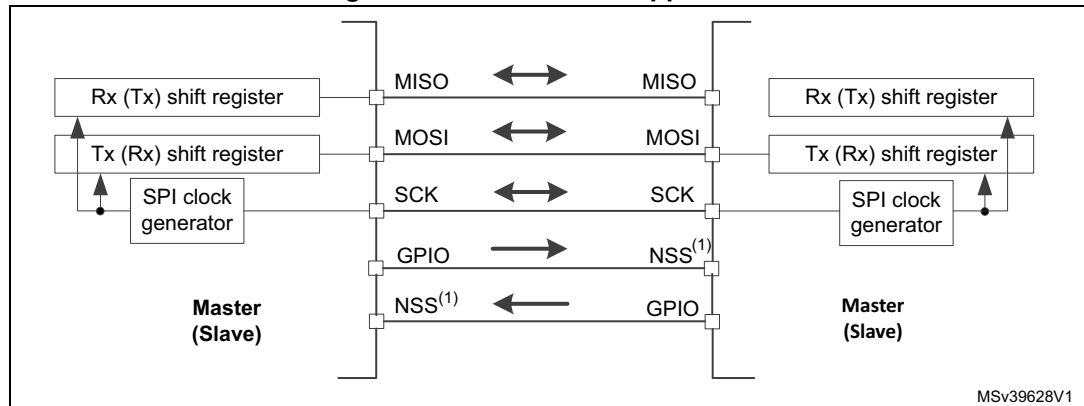 MISO MISO
Rx (Tx) shift register Rx (Tx) shift register
MOSI MOSI
Tx (Rx) shift register Tx (Rx) shift register
SPI clock generator SCK SCK SPI clock generator
GPIO NSS(1)
NSS(1) GPIO
Master (Slave) Master (Slave)
MSv39628V1